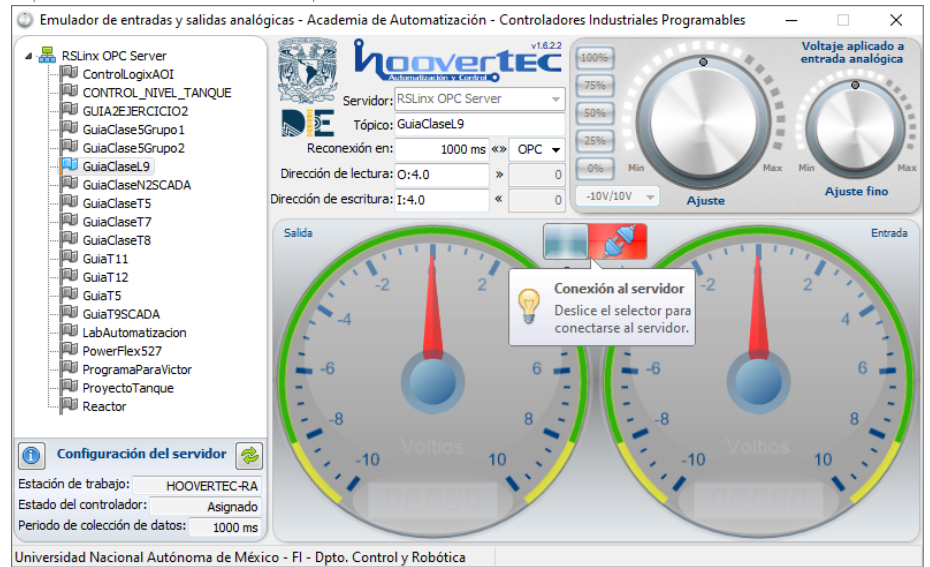 Emulador de entradas y salidas analógicas - Academia de Automatización - Controladores Industriales Programables
RSLinx OPC Server
ControlLogixAOI
CONTROL_NIVEL_TANQUE
GUIA2EJERCICIO2
GuiaClase5Grupo1
GuiaClase5Grupo2
GuiaClaseL9
GuiaClaseN2SCADA
GuiaClaseT5
GuiaClaseT7
GuiaClaseT8
GuiaT11
GuiaT12
GuiaT5
GuiaT9SCADA
LabAutomatizacion
PowerFlex527
ProgramaParaVictor
ProyectoTanque
Reactor
Configuración del servidor
Estación de trabajo: HOOVERTEC-RA
Estado del controlador: Asignado
Periodo de colección de datos: 1000 ms
v1.6.2.2
hoovertec
Automatización y Control
Servidor: RSLinx OPC Server
Tópico: GuiaClaseL9
Reconexión en: 1000 ms «» OPC
Dirección de lectura: O:4.0 » 0
Dirección de escritura: I:4.0 « 0
100%
75%
50%
25%
0%
-10V/10V
Min
Max
Ajuste
Voltaje aplicado a
entrada analógica
Min
Max
Ajuste fino
Salida
-10
-8
-6
-4
-2
2
6
8
10
Voltios
Conexión al servidor
Deslice el selector para
conectarse al servidor.
Entrada
-10
-8
-6
-2
2
4
6
8
10
Voltios
Universidad Nacional Autónoma de México - FI - Dpto. Control y Robótica